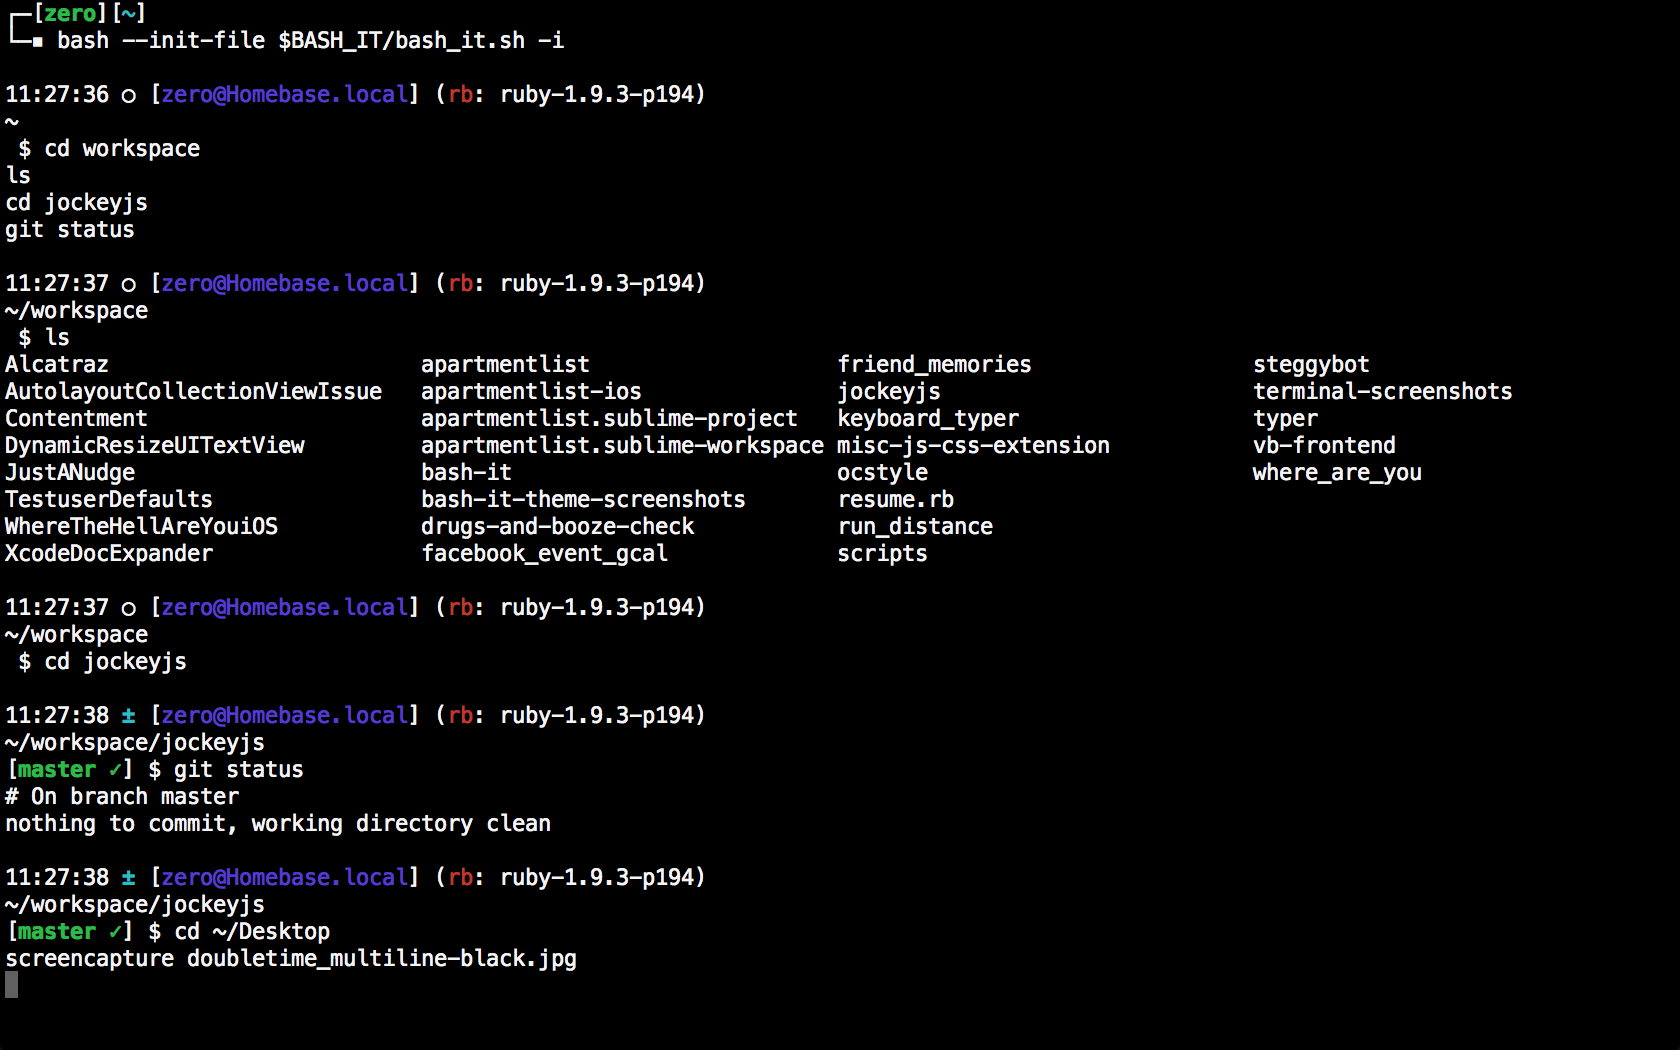 ┌─[zero][~]
└─▪ bash --init-file $BASH_IT/bash_it.sh -i
11:27:36 ○ [zero@Homebase.local] (rb: ruby-1.9.3-p194)
~
 $ cd workspace
ls
cd jockeyjs
git status
11:27:37 ○ [zero@Homebase.local] (rb: ruby-1.9.3-p194)
~/workspace
 $ ls
Alcatraz                        apartmentlist                   friend_memories                 steggybot
AutolayoutCollectionViewIssue   apartmentlist-ios               jockeyjs                        terminal-screenshots
Contentment                     apartmentlist.sublime-project   keyboard_typer                  typer
DynamicResizeUITextView         apartmentlist.sublime-workspace misc-js-css-extension           vb-frontend
JustANudge                      bash-it                         ocstyle                         where_are_you
TestuserDefaults                bash-it-theme-screenshots       resume.rb
WhereTheHellAreYouiOS           drugs-and-booze-check           run_distance
XcodeDocExpander                facebook_event_gcal             scripts
11:27:37 ○ [zero@Homebase.local] (rb: ruby-1.9.3-p194)
~/workspace
 $ cd jockeyjs
11:27:38 ± [zero@Homebase.local] (rb: ruby-1.9.3-p194)
~/workspace/jockeyjs
[master ✓] $ git status
# On branch master
nothing to commit, working directory clean
11:27:38 ± [zero@Homebase.local] (rb: ruby-1.9.3-p194)
~/workspace/jockeyjs
[master ✓] $ cd ~/Desktop
screencapture doubletime_multiline-black.jpg